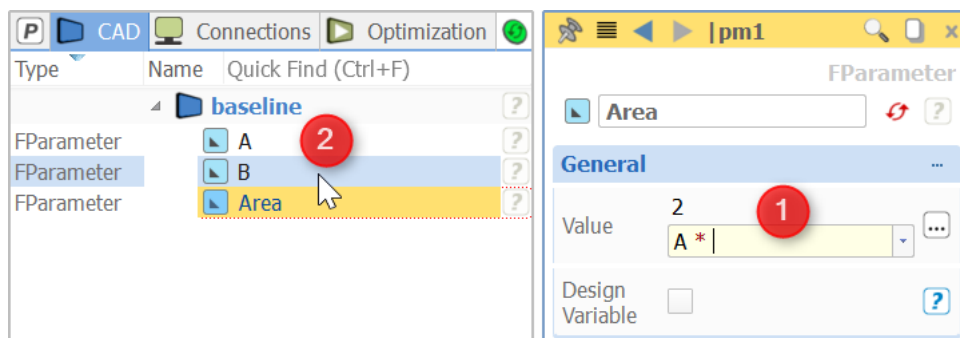 P CAD Connections Optimization
Type Name Quick Find (Ctrl+F)
baseline ?
FParameter A 2 ?
FParameter B ?
FParameter Area ?
|pm1 x
FParameter
Area ?
General ...
2 1
Value A * | ...
Design
Variable ?